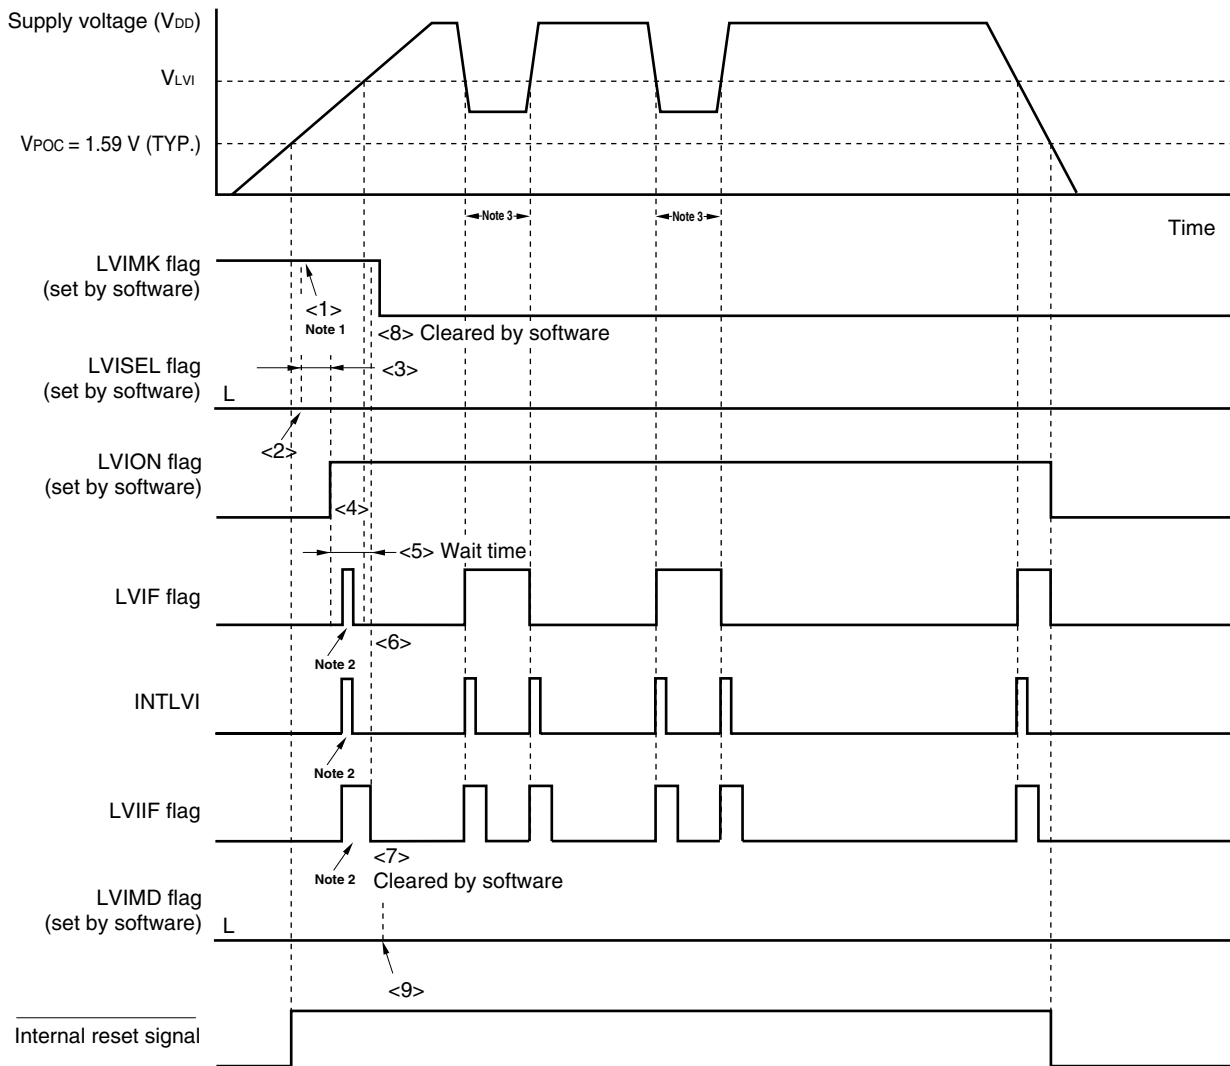 Supply voltage (VDD)
VLVI
VPOC = 1.59 V (TYP.)
Note 3
Note 3
Time
LVIMK flag
(set by software)
<1>
Note 1
<8> Cleared by software
LVISEL flag
(set by software)
L
<3>
<2>
LVION flag
(set by software)
<4>
<5> Wait time
LVIF flag
<6>
Note 2
INTLVI
Note 2
LVIIF flag
<7>
Cleared by software
Note 2
LVIMD flag
(set by software)
L
<9>
Internal reset signal